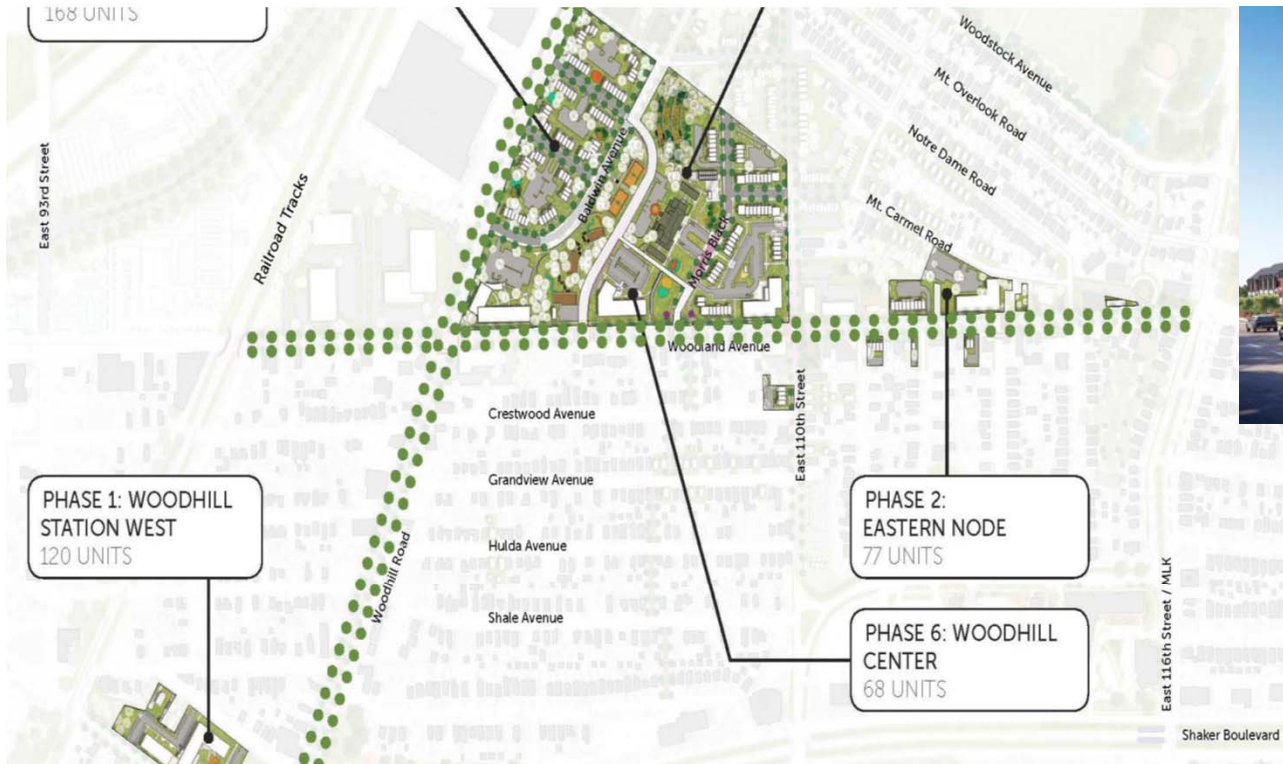 168 UNITS
Woodstock Avenue
Mt. Overlook Road
Notre Dame Road
Mt. Carmel Road
East 93rd Street
Railroad Tracks
Baldwin Avenue
Morris Black
Woodland Avenue
East 110th Street
Crestwood Avenue
Grandview Avenue
Hulda Avenue
Shale Avenue
Woodhill Road
PHASE 1: WOODHILL
STATION WEST
120 UNITS
PHASE 2:
EASTERN NODE
77 UNITS
PHASE 6: WOODHILL
CENTER
68 UNITS
East 116th Street / MLK
Shaker Boulevard